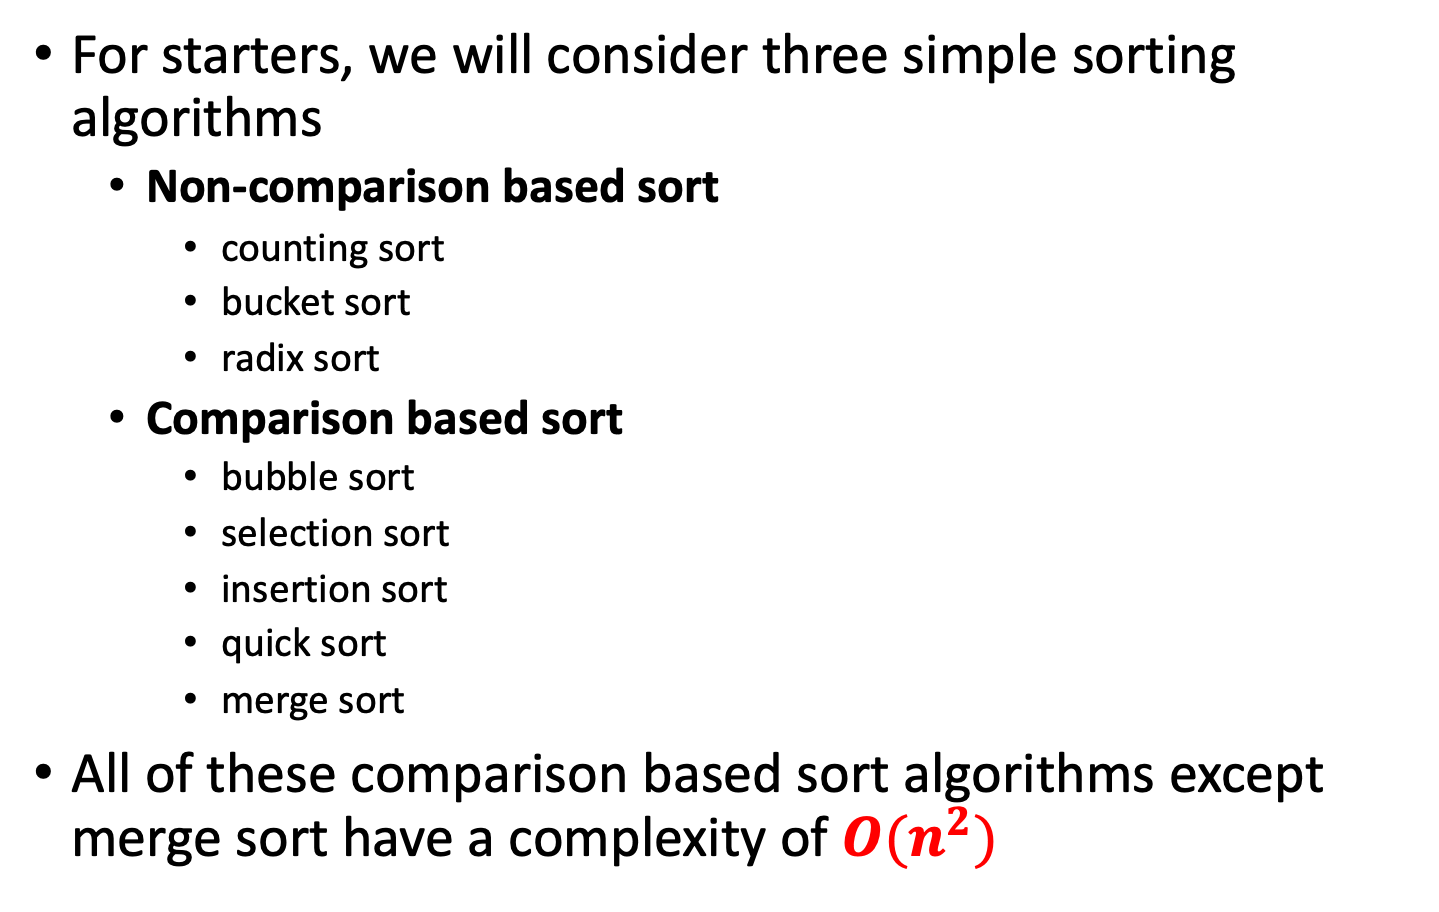 • For starters, we will consider three simple sorting
algorithms
• Non-comparison based sort
• counting sort
• bucket sort
• radix sort
• Comparison based sort
• bubble sort
• selection sort
• insertion sort
• quick sort
• merge sort
• All of these comparison based sort algorithms except
merge sort have a complexity of O(n²)